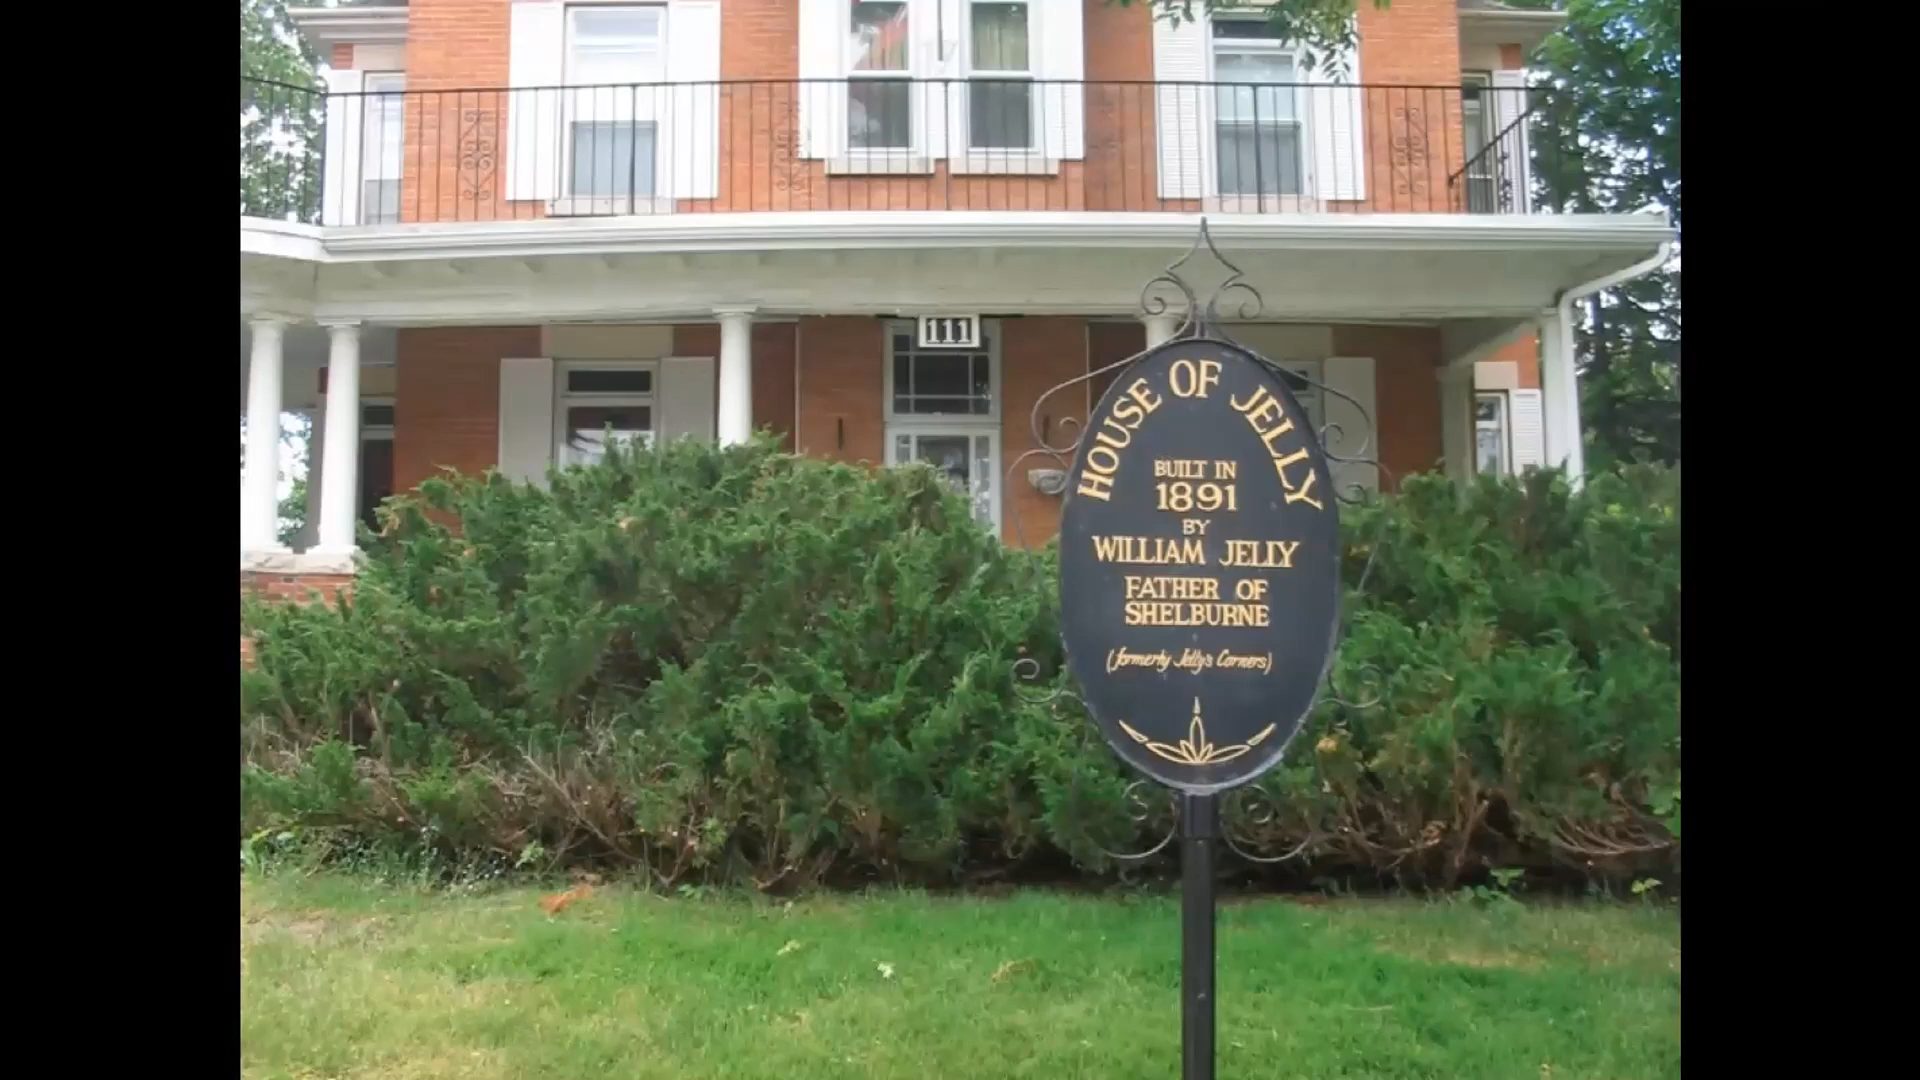 111
HOUSE OF JELLY
BUILT IN
1891
BY
WILLIAM JELLY
FATHER OF
SHELBURNE
(formerly Jelly's Corners)